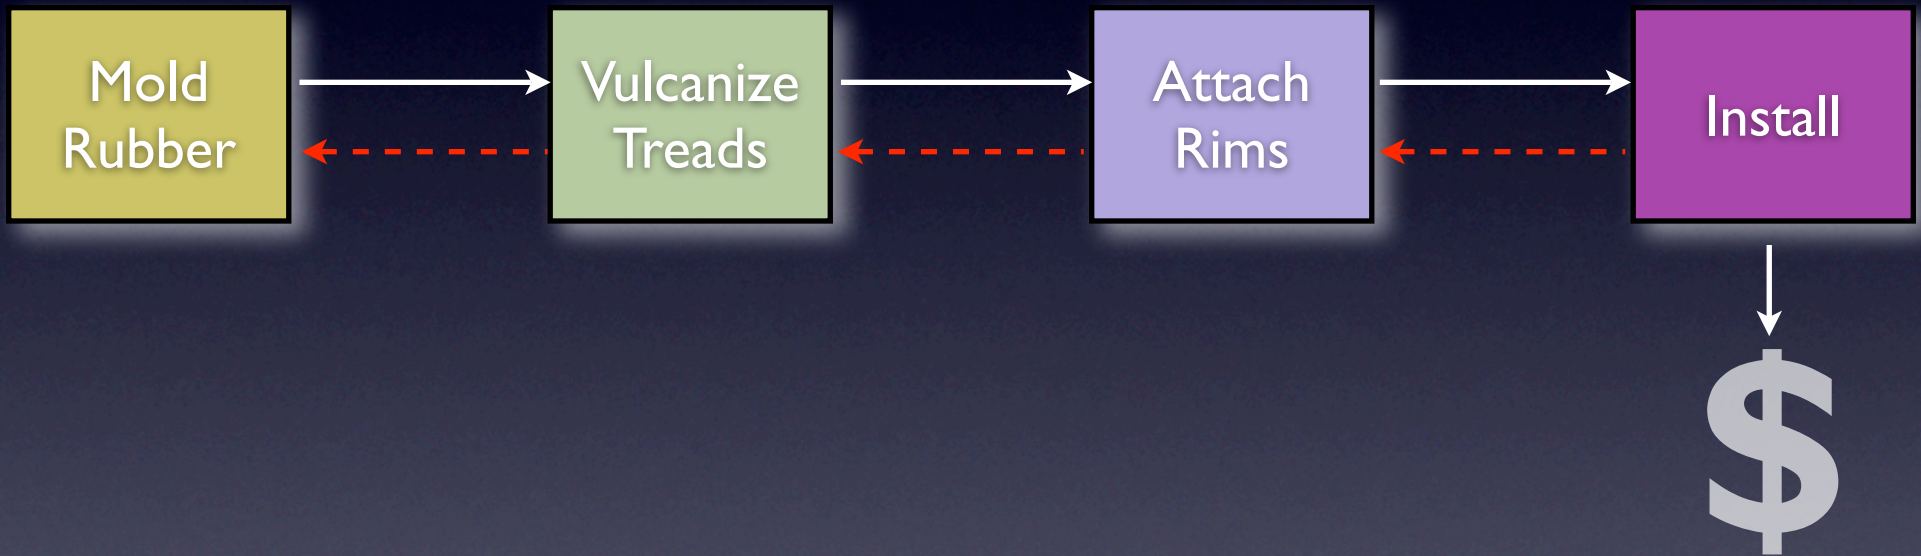 Mold
Rubber
Vulcanize
Treads
Attach
Rims
Install
$